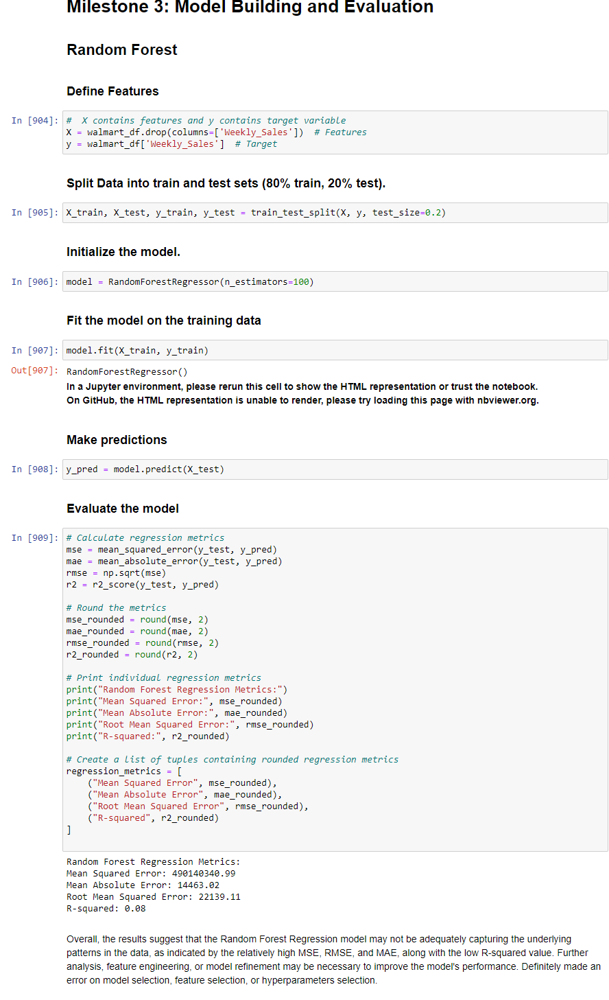 Milestone 3: Model Building and Evaluation
Random Forest
Define Features
In [904]: #  X contains features and y contains target variable
X = walmart_df.drop(columns=['Weekly_Sales'])  # Features
y = walmart_df['Weekly_Sales']  # Target
Split Data into train and test sets (80% train, 20% test).
In [905]: X_train, X_test, y_train, y_test = train_test_split(X, y, test_size=0.2)
Initialize the model.
In [906]: model = RandomForestRegressor(n_estimators=100)
Fit the model on the training data
In [907]: model.fit(X_train, y_train)
Out[907]: RandomForestRegressor()
In a Jupyter environment, please rerun this cell to show the HTML representation or trust the notebook.
On GitHub, the HTML representation is unable to render, please try loading this page with nbviewer.org.
Make predictions
In [908]: y_pred = model.predict(X_test)
Evaluate the model
In [909]: # Calculate regression metrics
mse = mean_squared_error(y_test, y_pred)
mae = mean_absolute_error(y_test, y_pred)
rmse = np.sqrt(mse)
r2 = r2_score(y_test, y_pred)
# Round the metrics
mse_rounded = round(mse, 2)
mae_rounded = round(mae, 2)
rmse_rounded = round(rmse, 2)
r2_rounded = round(r2, 2)
# Print individual regression metrics
print("Random Forest Regression Metrics:")
print("Mean Squared Error:", mse_rounded)
print("Mean Absolute Error:", mae_rounded)
print("Root Mean Squared Error:", rmse_rounded)
print("R-squared:", r2_rounded)
# Create a list of tuples containing rounded regression metrics
regression_metrics = [
    ("Mean Squared Error", mse_rounded),
    ("Mean Absolute Error", mae_rounded),
    ("Root Mean Squared Error", rmse_rounded),
    ("R-squared", r2_rounded)
]
Random Forest Regression Metrics:
Mean Squared Error: 490140340.99
Mean Absolute Error: 14463.02
Root Mean Squared Error: 22139.11
R-squared: 0.08
Overall, the results suggest that the Random Forest Regression model may not be adequately capturing the underlying
patterns in the data, as indicated by the relatively high MSE, RMSE, and MAE, along with the low R-squared value. Further
analysis, feature engineering, or model refinement may be necessary to improve the model's performance. Definitely made an
error on model selection, feature selection, or hyperparameters selection.